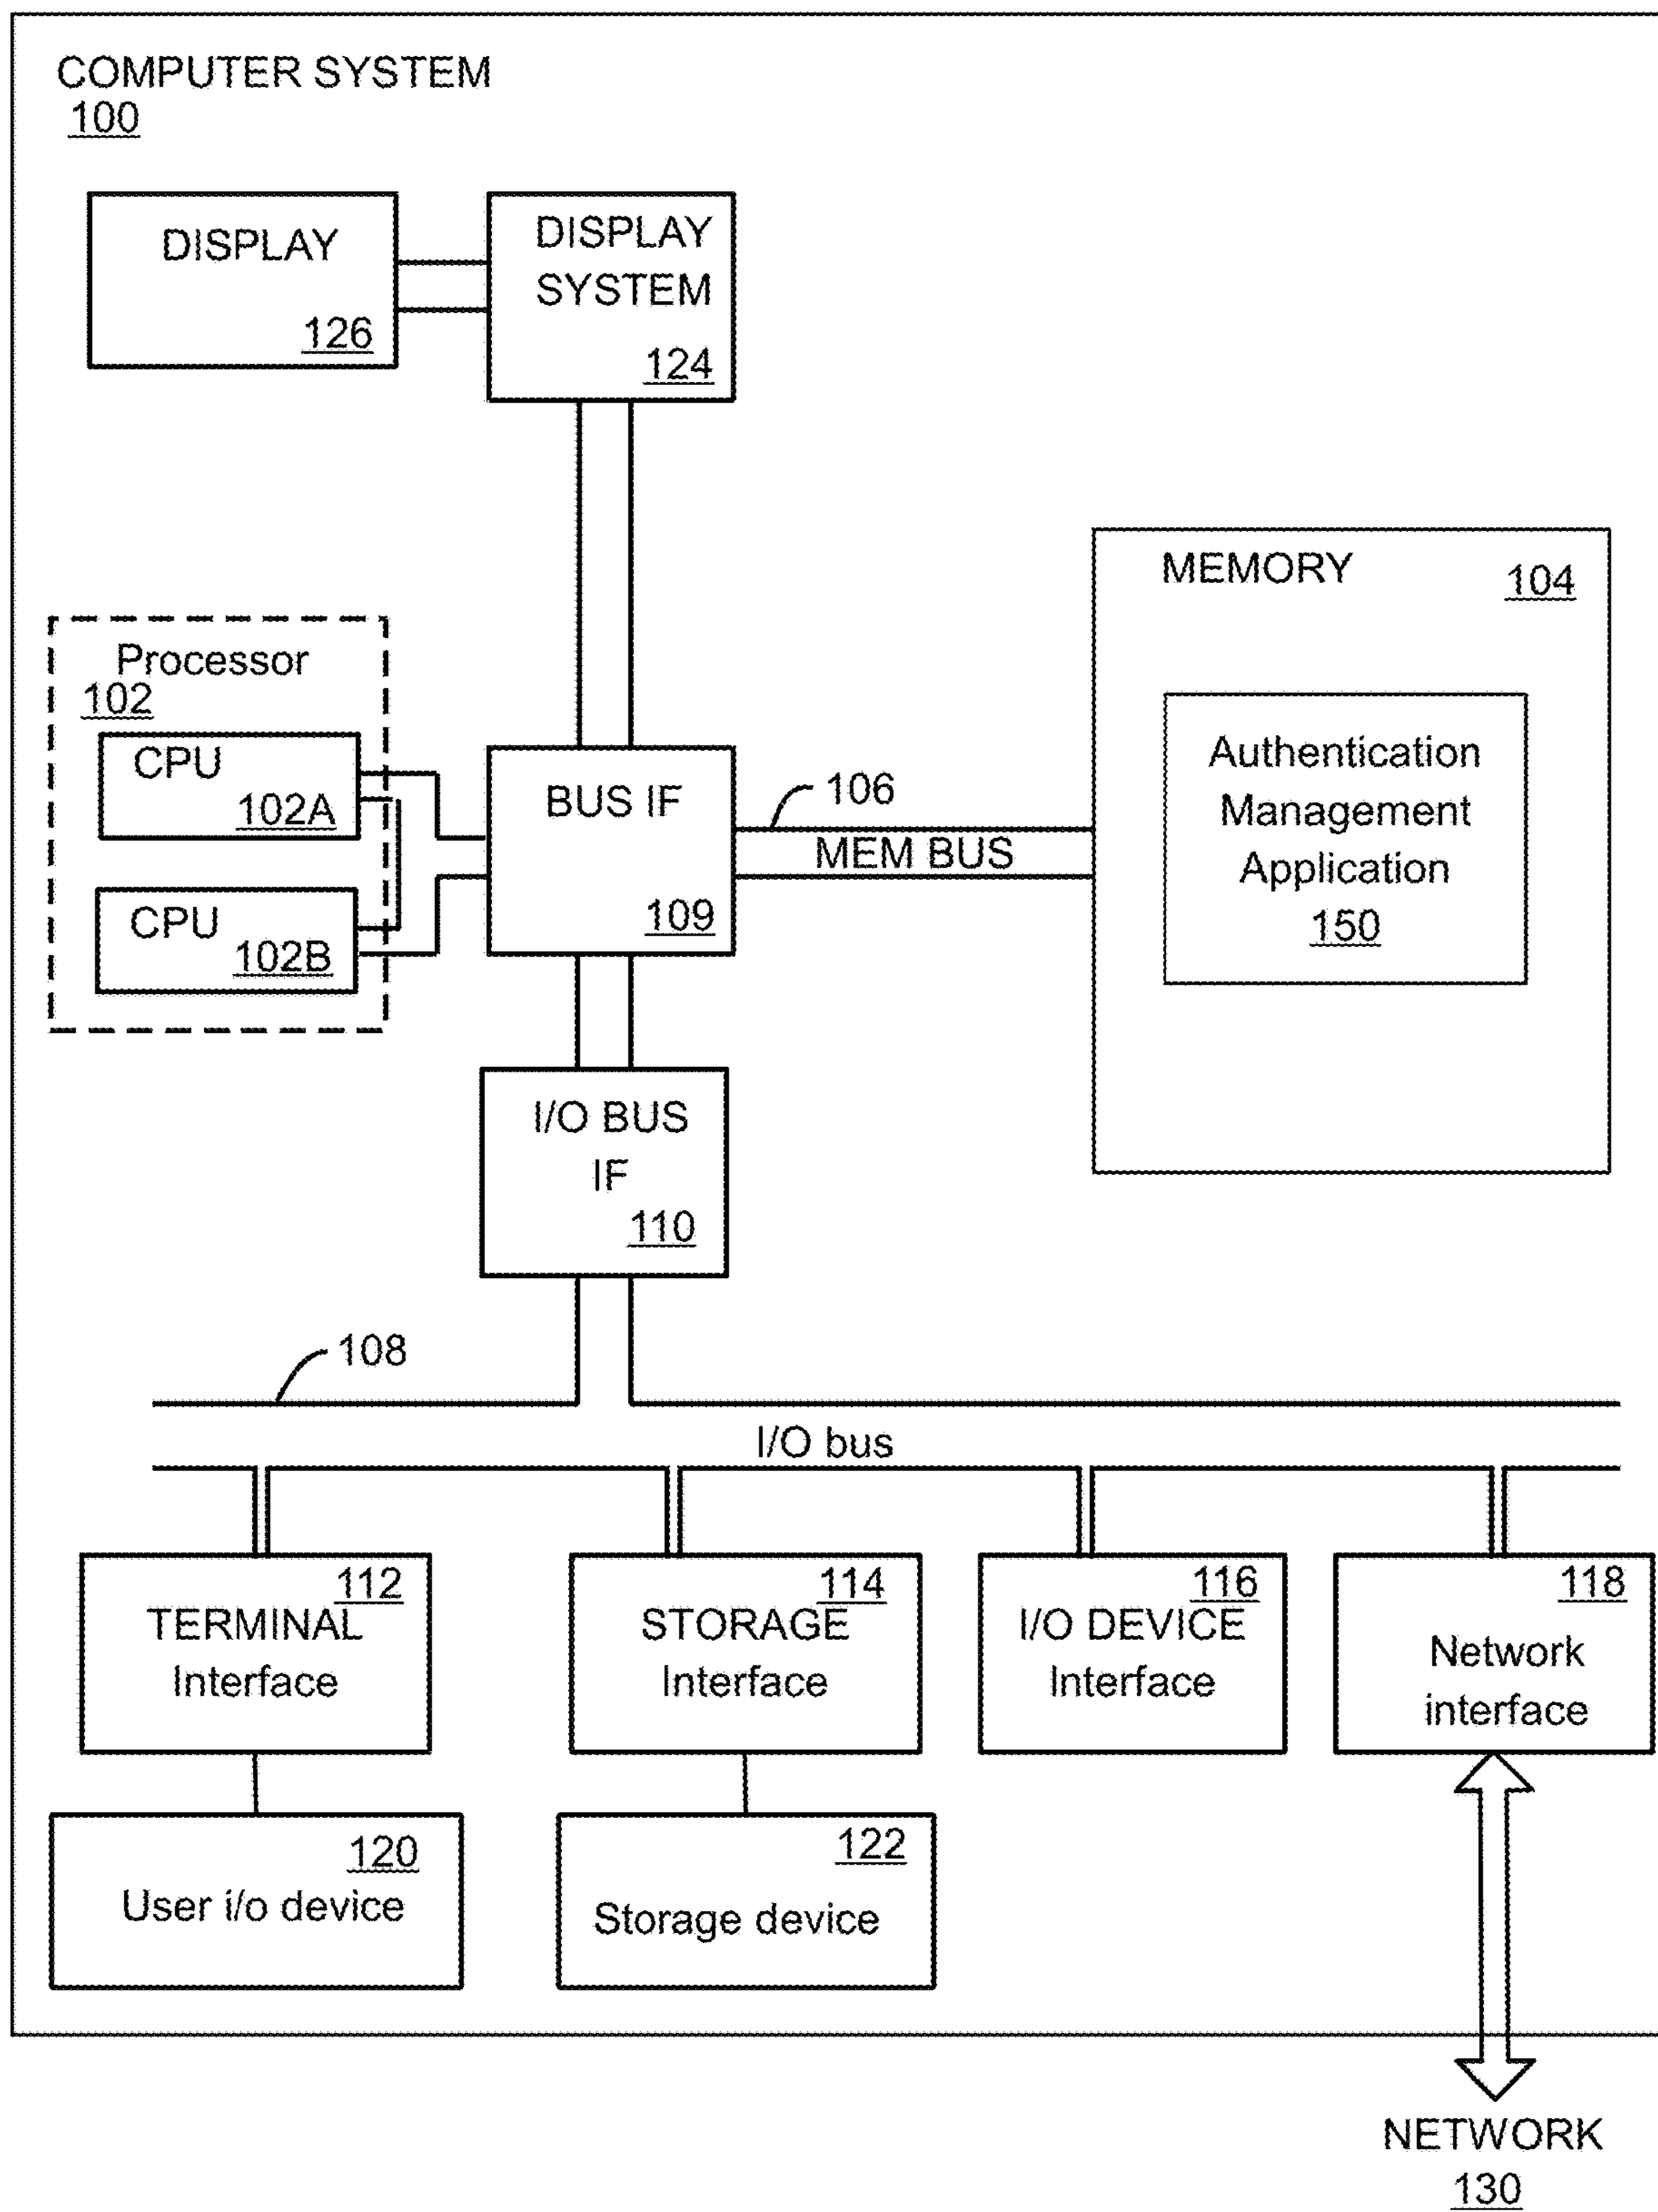 COMPUTER SYSTEM
100
DISPLAY
126
DISPLAY
SYSTEM
124
MEMORY
104
Authentication
Management
Application
150
Processor
102
CPU
102A
CPU
102B
BUS IF
109
106
MEM BUS
I/O BUS
IF
110
108
I/O bus
112
TERMINAL
Interface
114
STORAGE
Interface
116
I/O DEVICE
Interface
118
Network
interface
120
User i/o device
122
Storage device
NETWORK
130